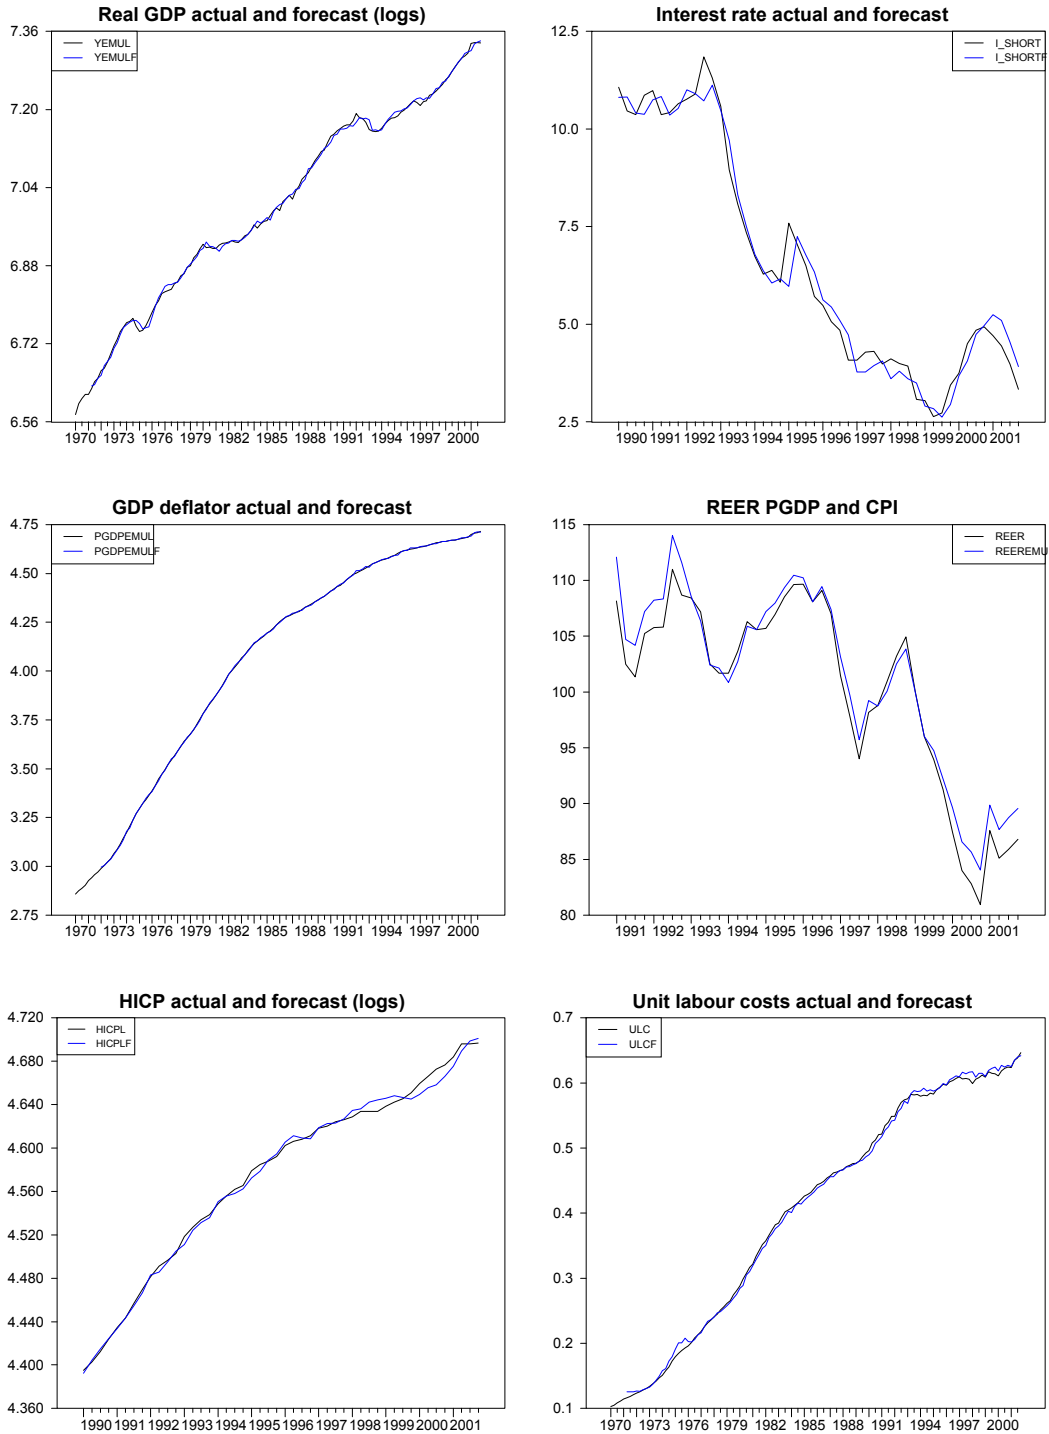 Real GDP actual and forecast (logs)
YEMUL
YEMULF
7.36
7.20
7.04
6.88
6.72
6.56
1970 1973 1976 1979 1982 1985 1988 1991 1994 1997 2000
Interest rate actual and forecast
I_SHORT
I_SHORTF
12.5
10.0
7.5
5.0
2.5
1990 1991 1992 1993 1994 1995 1996 1997 1998 1999 2000 2001
GDP deflator actual and forecast
PGDPEMUL
PGDPEMULF
4.75
4.50
4.25
4.00
3.75
3.50
3.25
3.00
2.75
1970 1973 1976 1979 1982 1985 1988 1991 1994 1997 2000
REER PGDP and CPI
REER
REEREMU
115
110
105
100
95
90
85
80
1991 1992 1993 1994 1995 1996 1997 1998 1999 2000 2001
HICP actual and forecast (logs)
HICPL
HICPLF
4.720
4.680
4.640
4.600
4.560
4.520
4.480
4.440
4.400
4.360
1990 1991 1992 1993 1994 1995 1996 1997 1998 1999 2000 2001
Unit labour costs actual and forecast
ULC
ULCF
0.7
0.6
0.5
0.4
0.3
0.2
0.1
1970 1973 1976 1979 1982 1985 1988 1991 1994 1997 2000